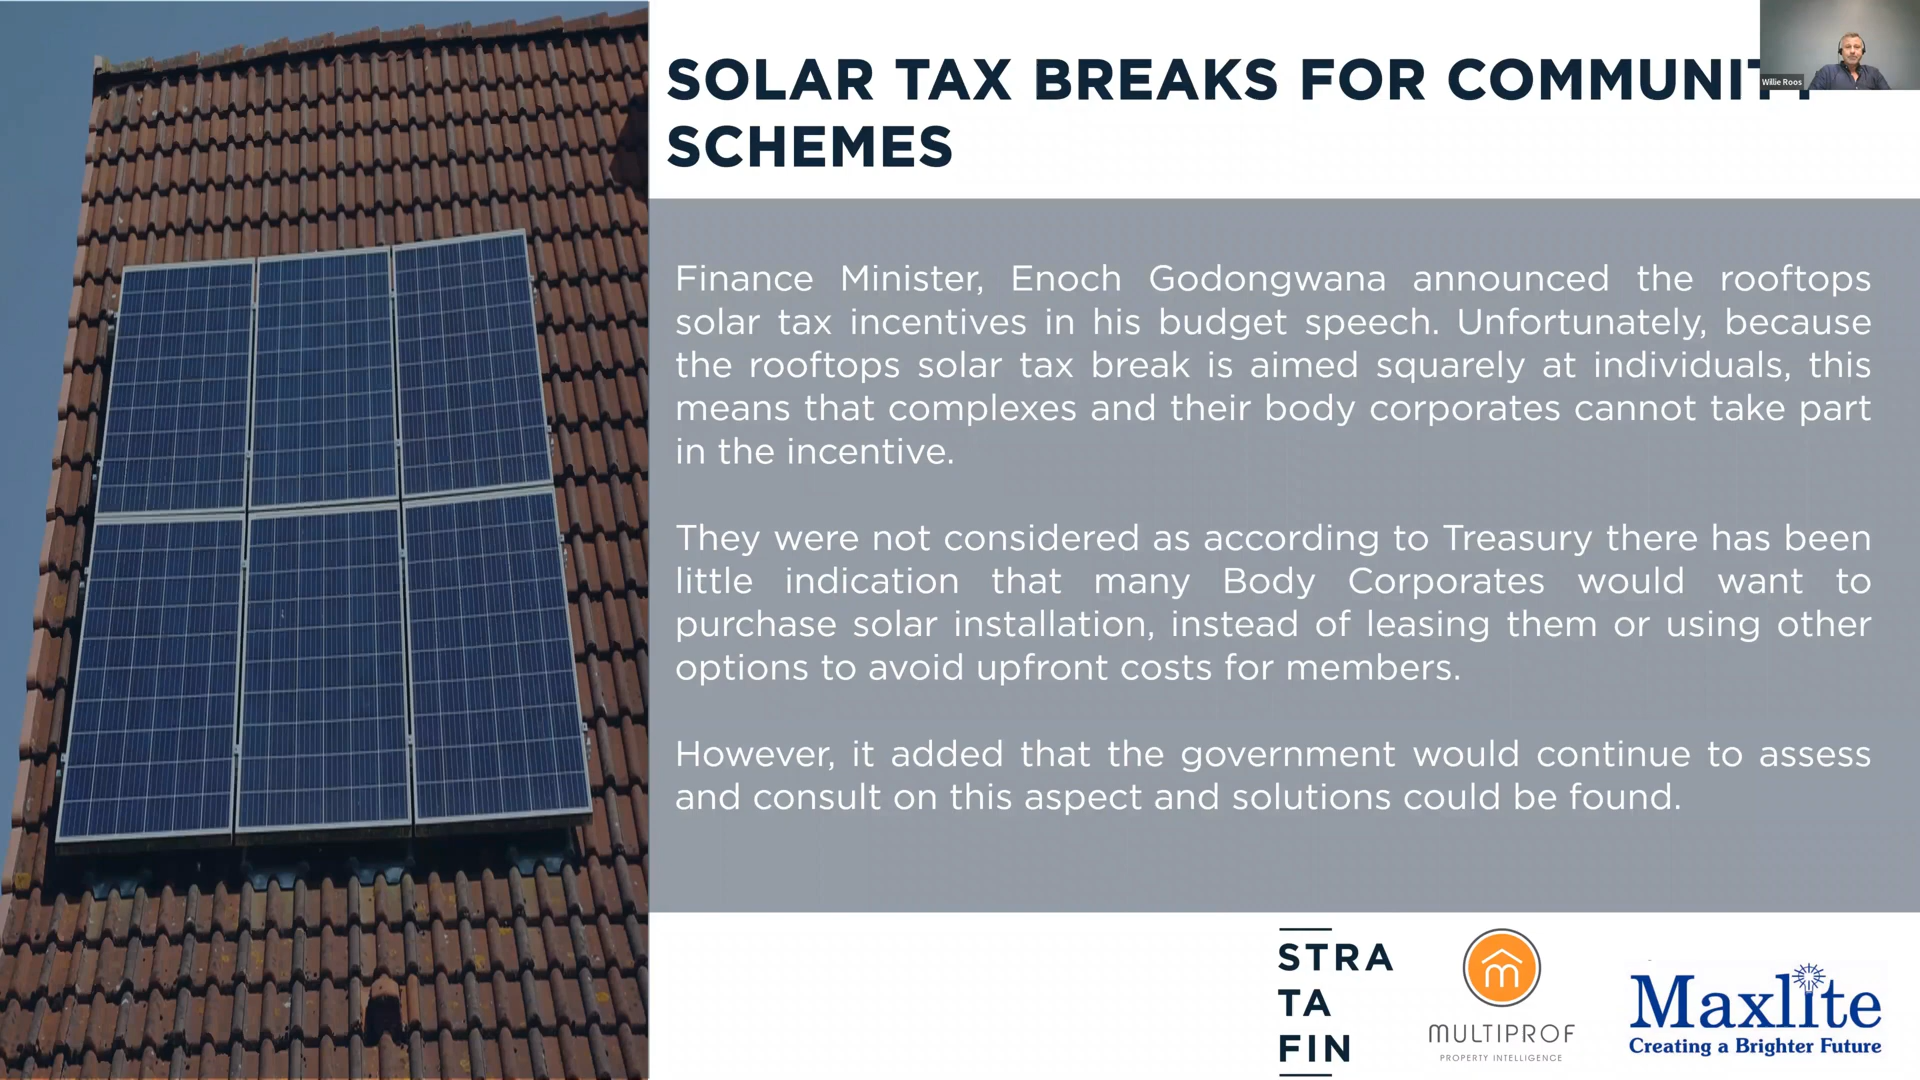 SOLAR TAX BREAKS FOR COMMUNITY
SCHEMES
Willie Roos
Finance Minister, Enoch Godongwana announced the rooftops
solar tax incentives in his budget speech. Unfortunately, because
the rooftops solar tax break is aimed squarely at individuals, this
means that complexes and their body corporates cannot take part
in the incentive.
They were not considered as according to Treasury there has been
little indication that many Body Corporates would want to
purchase solar installation, instead of leasing them or using other
options to avoid upfront costs for members.
However, it added that the government would continue to assess
and consult on this aspect and solutions could be found.
STRA
TA
FIN
m
MULTIPROF
PROPERTY INTELLIGENCE
Maxlite
Creating a Brighter Future